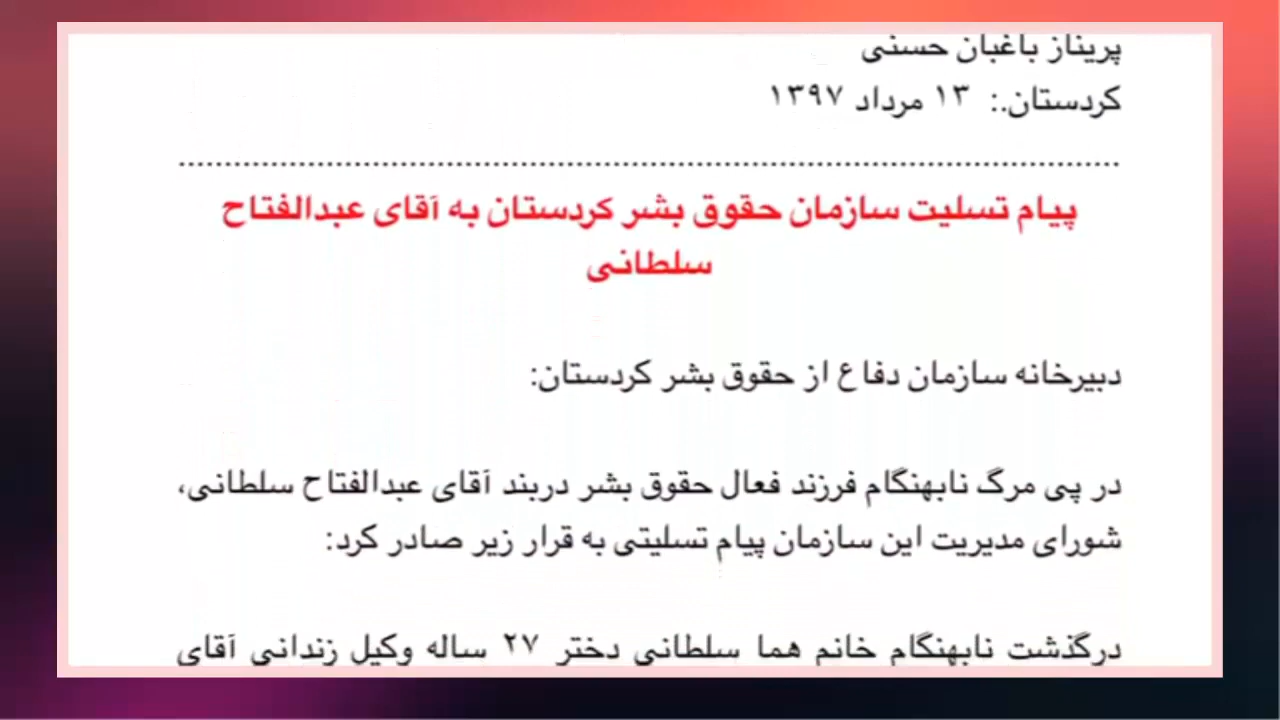 پریناز باغبان حسنی
کردستان.: ۱۳ مرداد ۱۳۹۷
................................................................................
پیام تسلیت سازمان حقوق بشر کردستان به آقای عبدالفتاح
سلطانی
دبیرخانه سازمان دفاع از حقوق بشر کردستان:
در پی مرگ نابهنگام فرزند فعال حقوق بشر دربند آقای عبدالفتاح سلطانی،
شورای مدیریت این سازمان پیام تسلیتی به قرار زیر صادر کرد:
درگذشت نابهنگام خانم هما سلطانی دختر ۲۷ ساله وکیل زندانی آقای